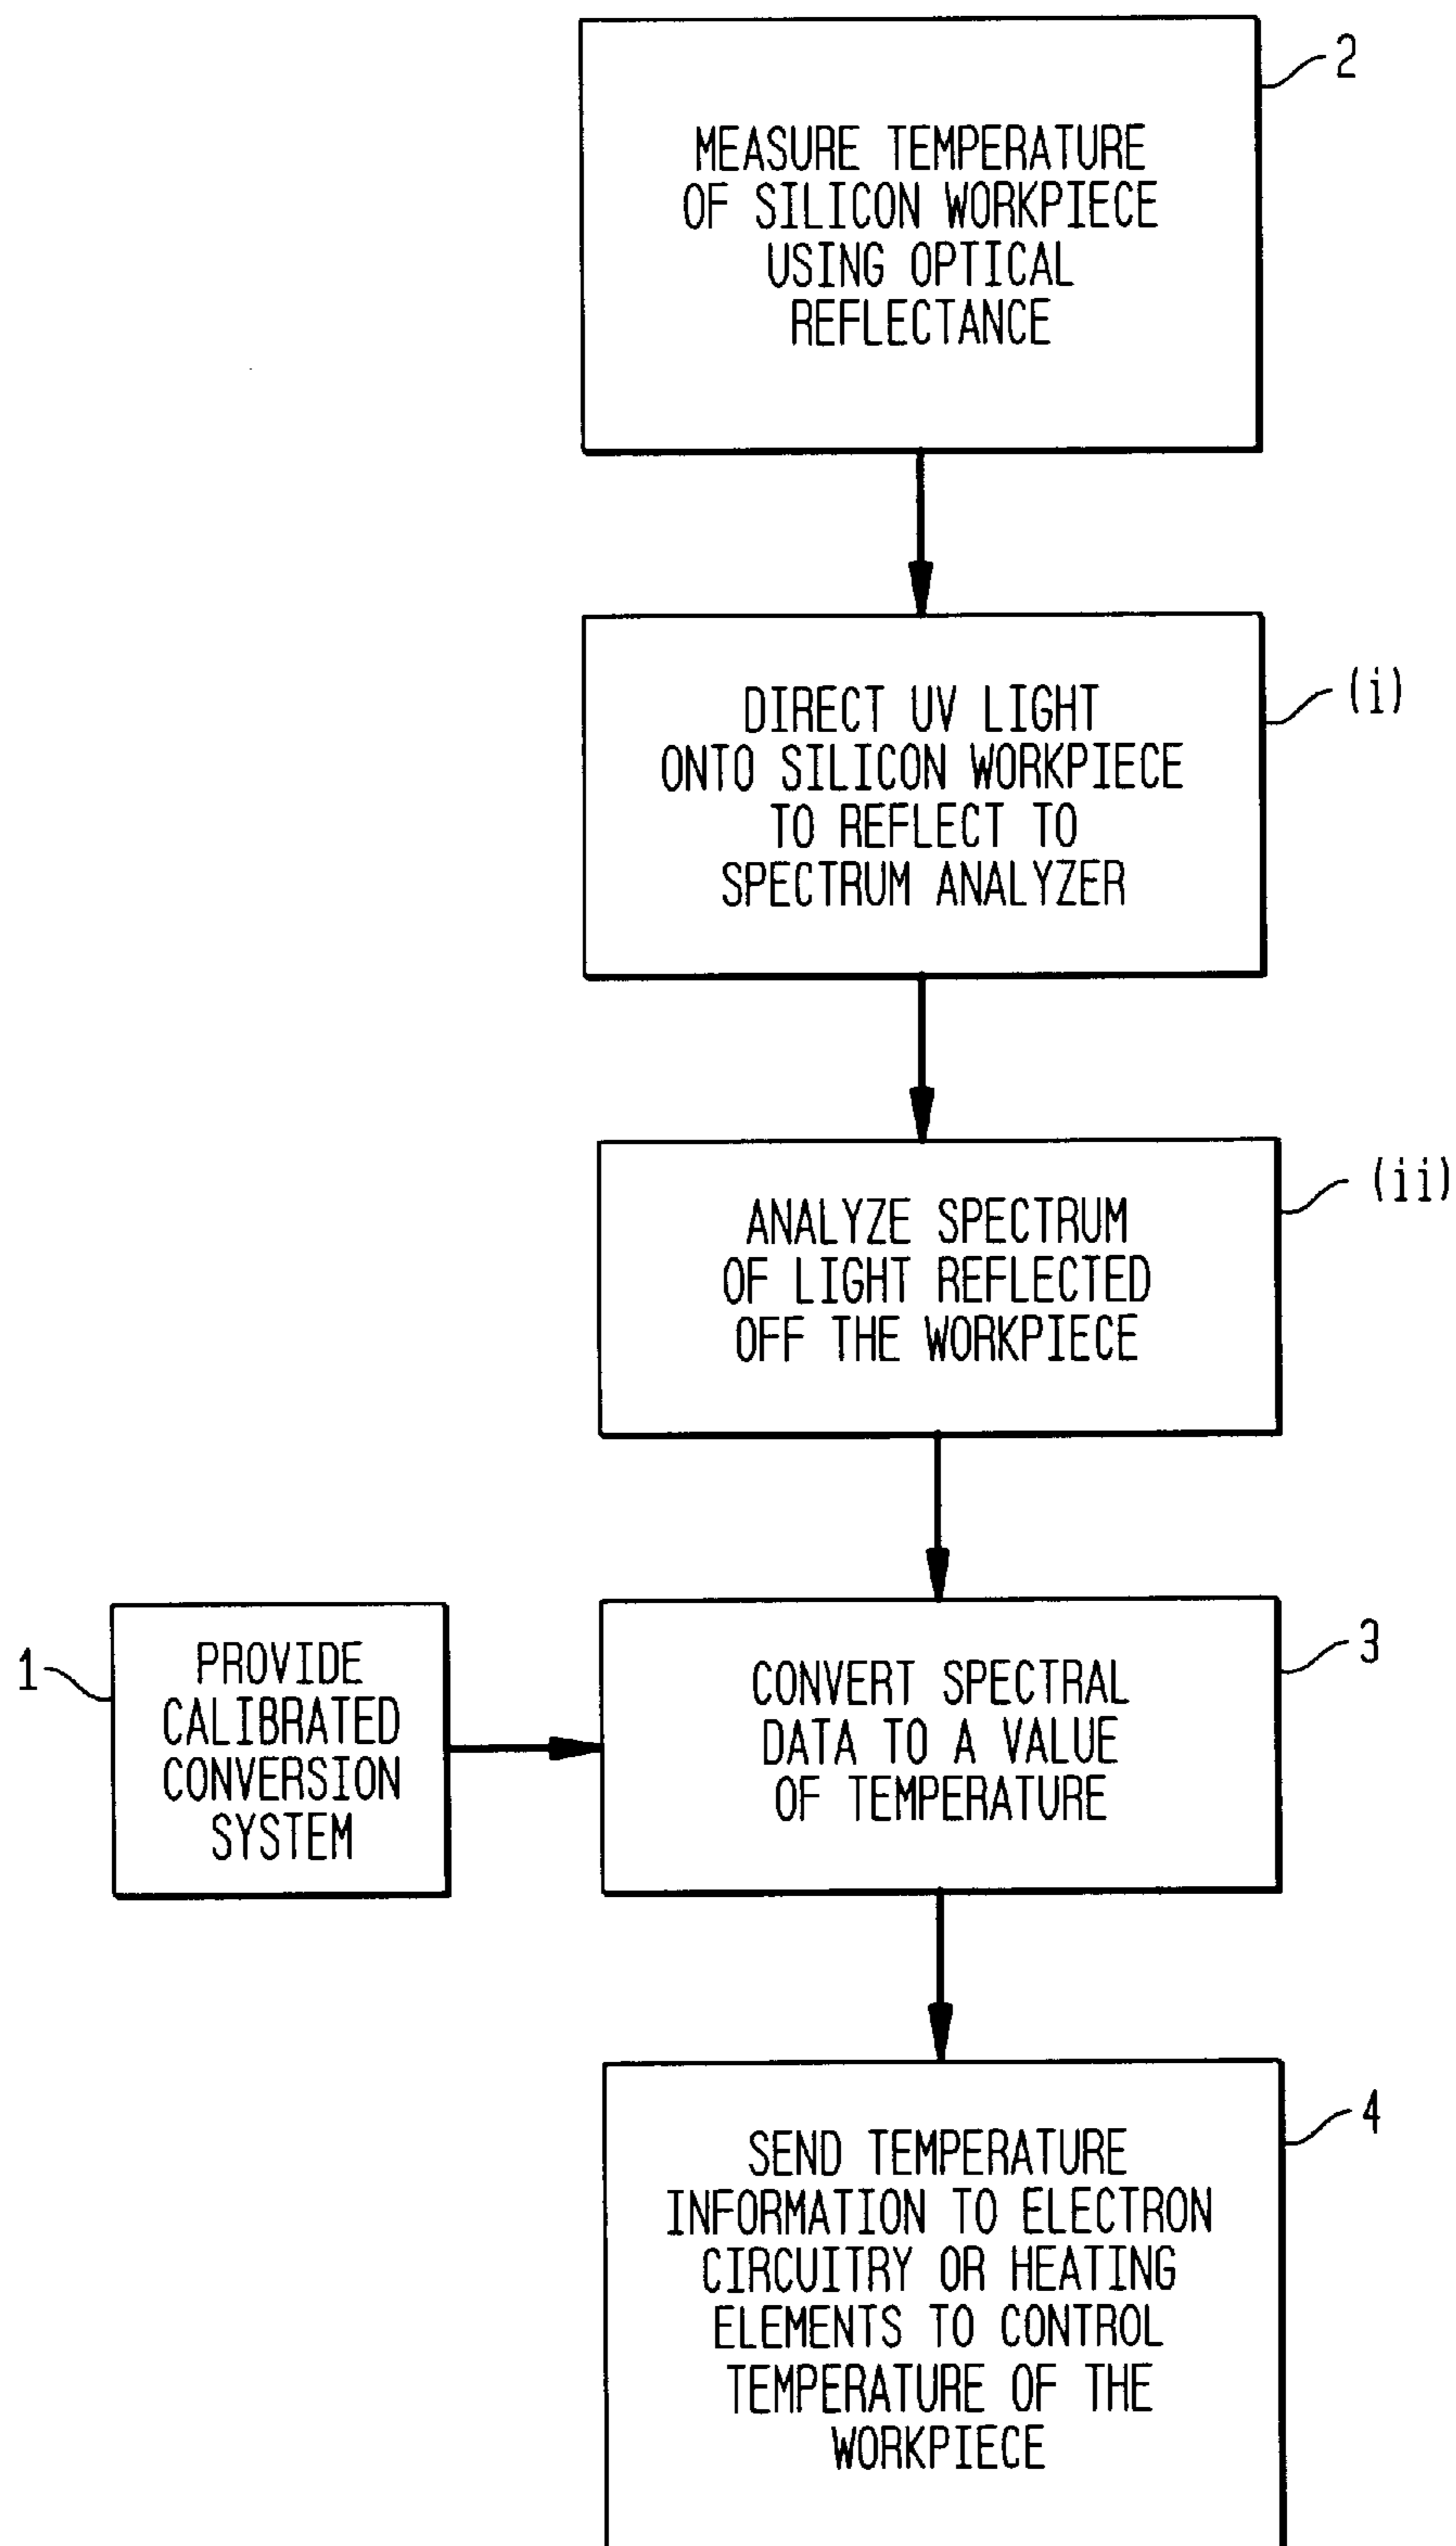 2
MEASURE TEMPERATURE
OF SILICON WORKPIECE
USING OPTICAL
REFLECTANCE
(i)
DIRECT UV LIGHT
ONTO SILICON WORKPIECE
TO REFLECT TO
SPECTRUM ANALYZER
(ii)
ANALYZE SPECTRUM
OF LIGHT REFLECTED
OFF THE WORKPIECE
1
PROVIDE
CALIBRATED
CONVERSION
SYSTEM
3
CONVERT SPECTRAL
DATA TO A VALUE
OF TEMPERATURE
4
SEND TEMPERATURE
INFORMATION TO ELECTRON
CIRCUITRY OR HEATING
ELEMENTS TO CONTROL
TEMPERATURE OF THE
WORKPIECE